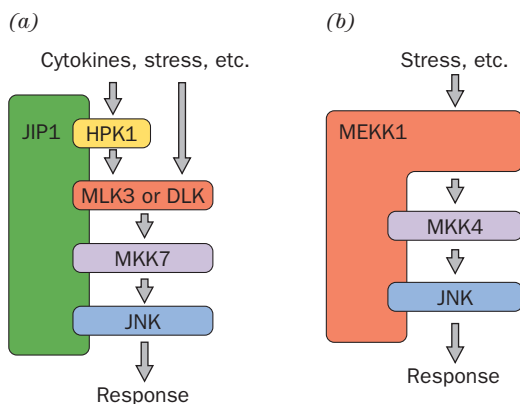 (a)
Cytokines, stress, etc.
JIP1
HPK1
MLK3 or DLK
MKK7
JNK
Response
(b)
Stress, etc.
MEKK1
MKK4
JNK
Response